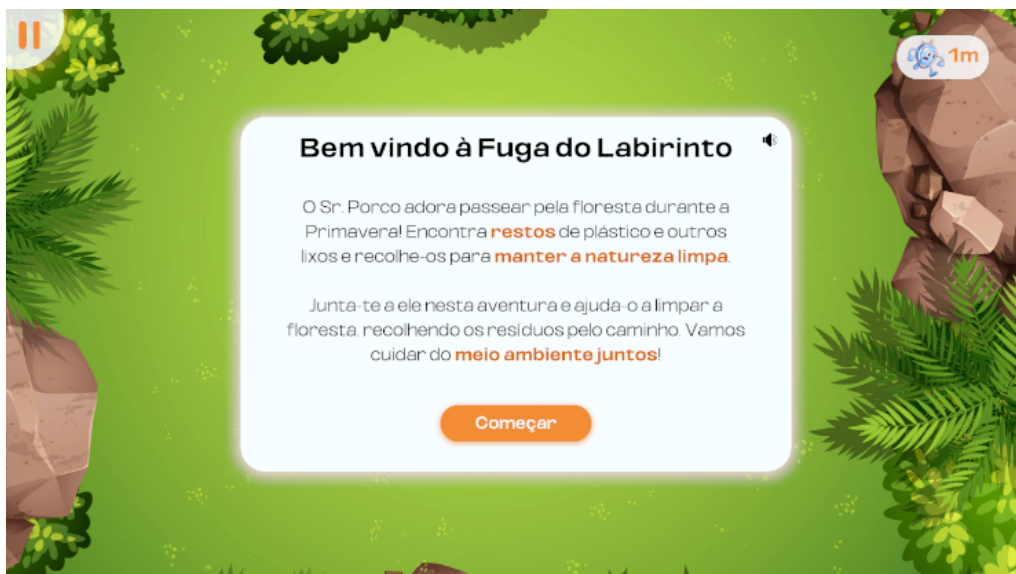 1m
Bem vindo à Fuga do Labirinto
O Sr. Porco adora passear pela floresta durante a
Primavera! Encontra restos de plástico e outros
lixos e recolhe-os para manter a natureza limpa.
Junta-te a ele nesta aventura e ajuda-o a limpar a
floresta, recolhendo os resíduos pelo caminho. Vamos
cuidar do meio ambiente juntos!
Começar